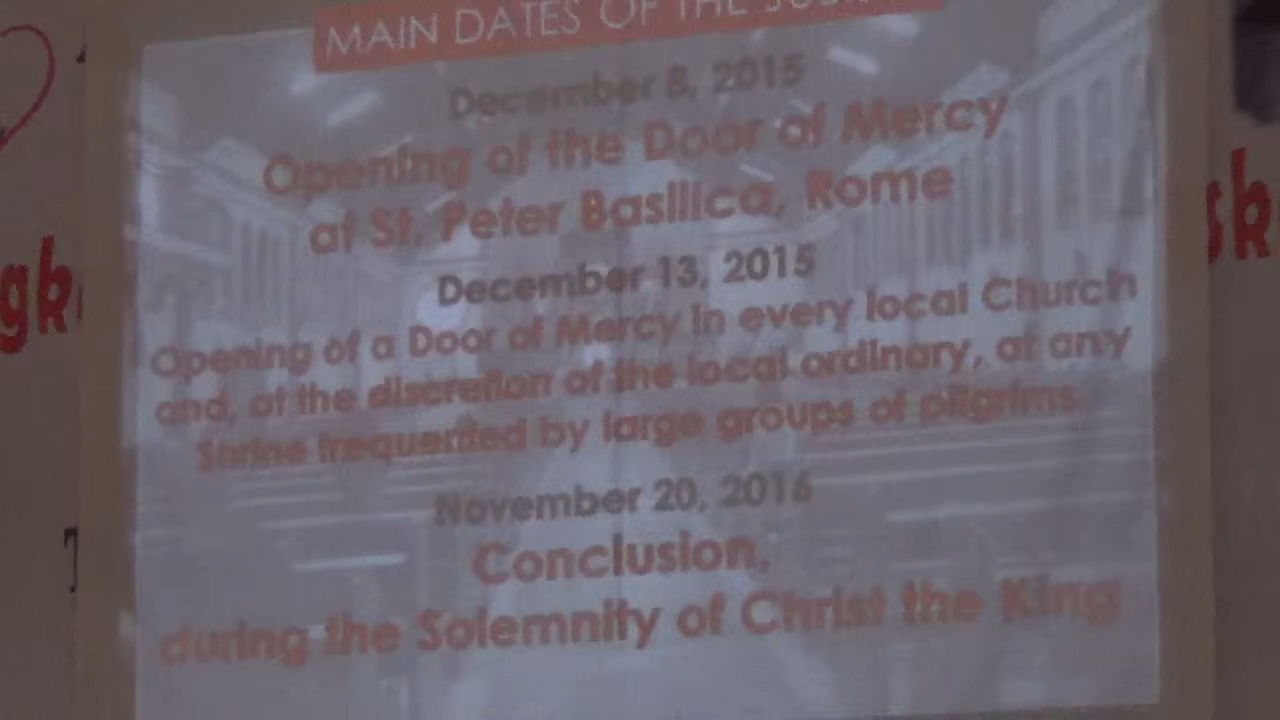 MAIN DATES OF THE
December 8, 2015
Opening of the Door of Mercy
at St. Peter Basilica, Rome
December 13, 2015
Opening of a Door of Mercy in every local Church
and, at the discretion of the local ordinary, at any
Shrine frequented by large groups of pilgrims.
November 20, 2016
Conclusion,
during the Solemnity of Christ the King